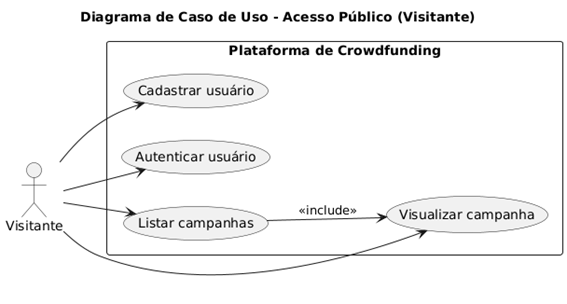 Diagrama de Caso de Uso - Acesso Público (Visitante)
Plataforma de Crowdfunding
Cadastrar usuário
Autenticar usuário
Listar campanhas
«include»
Visualizar campanha
Visitante